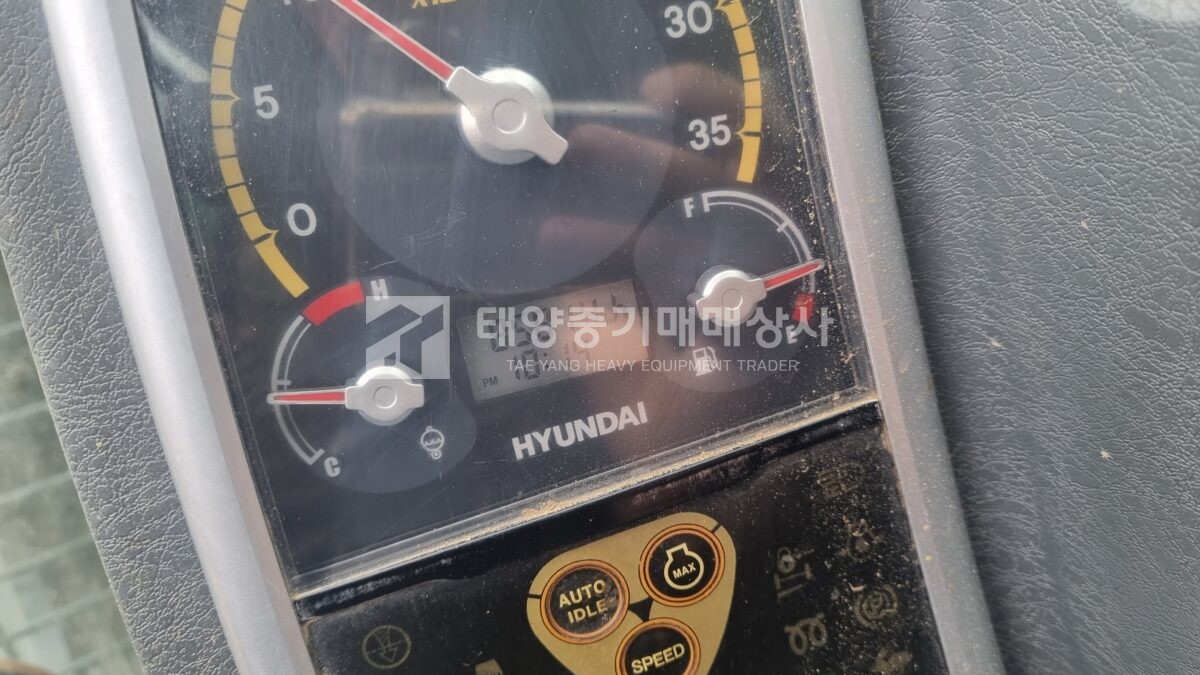 30
5
35
0
F
H
태양중기매매상사
TAE YANG HEAVY EQUIPMENT TRADER
E
PM
HYUNDAI
C
MAX
AUTO
IDLE
SPEED